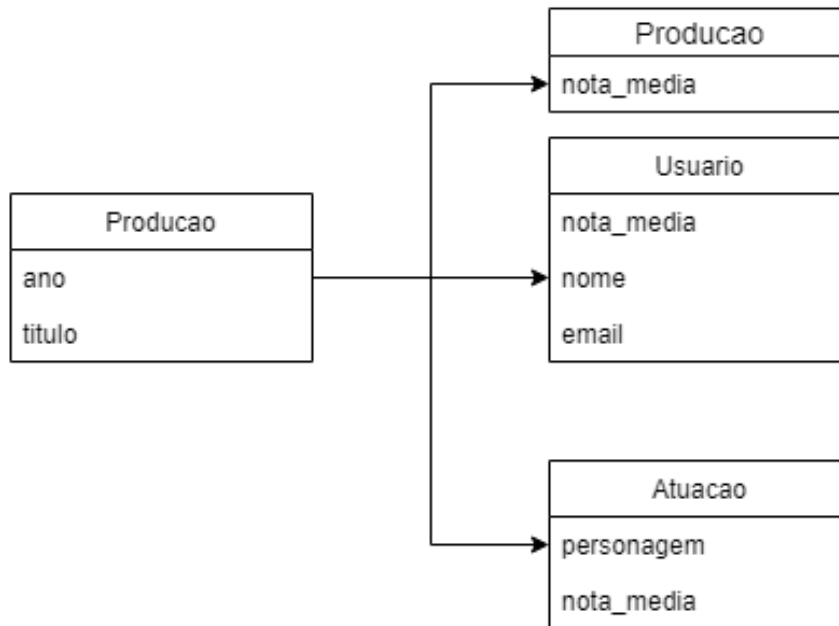 Producao
ano
titulo
Producao
nota_media
Usuario
nota_media
nome
email
Atuacao
personagem
nota_media